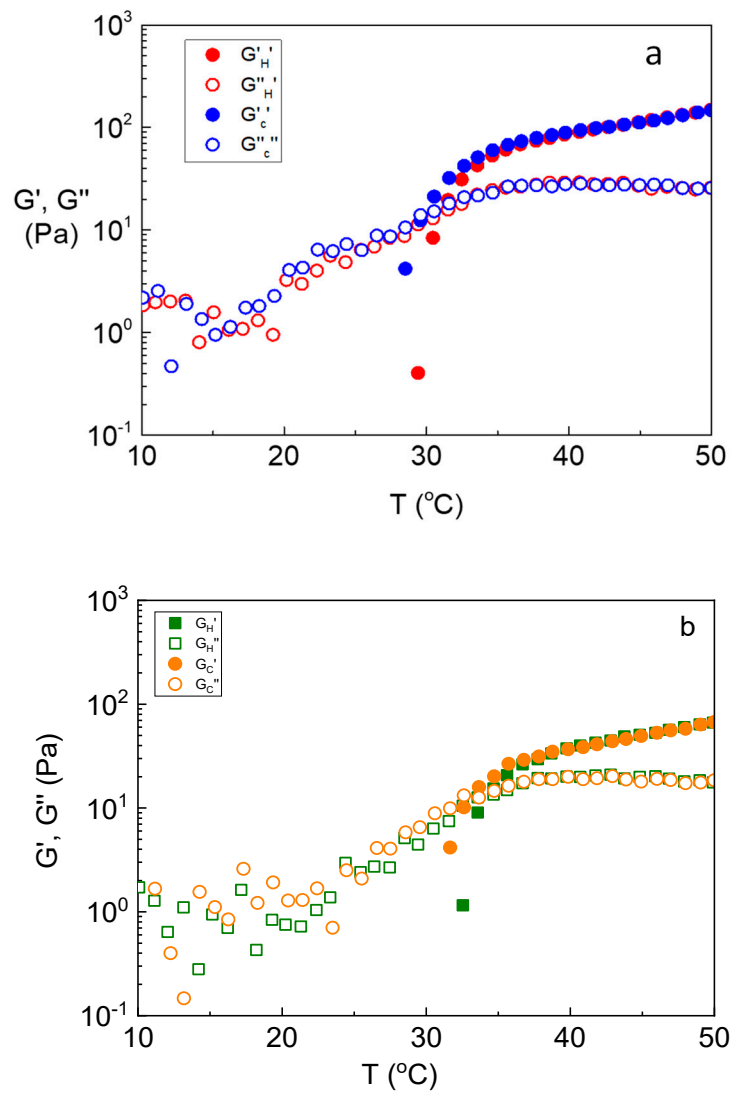 a
G'H'
G''H'
G'c'
G''c''
10³
10²
10¹
10⁰
10⁻¹
G', G''
(Pa)
10 20 30 40 50
T (°C)
b
GH'
GH''
GC'
GC''
10³
10²
10¹
10⁰
10⁻¹
G', G'' (Pa)
10 20 30 40 50
T (°C)